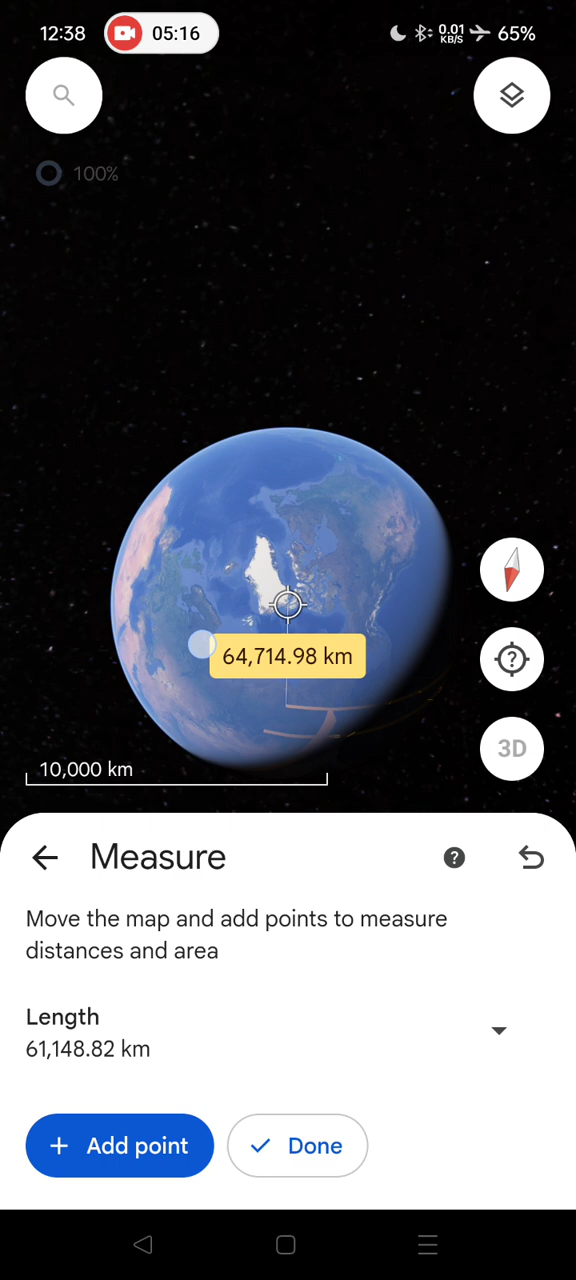 12:38 05:16 0.01 KB/S 65%
100%
64,714.98 km
3D
10,000 km
Measure
Move the map and add points to measure
distances and area
Length
61,148.82 km
+ Add point Done